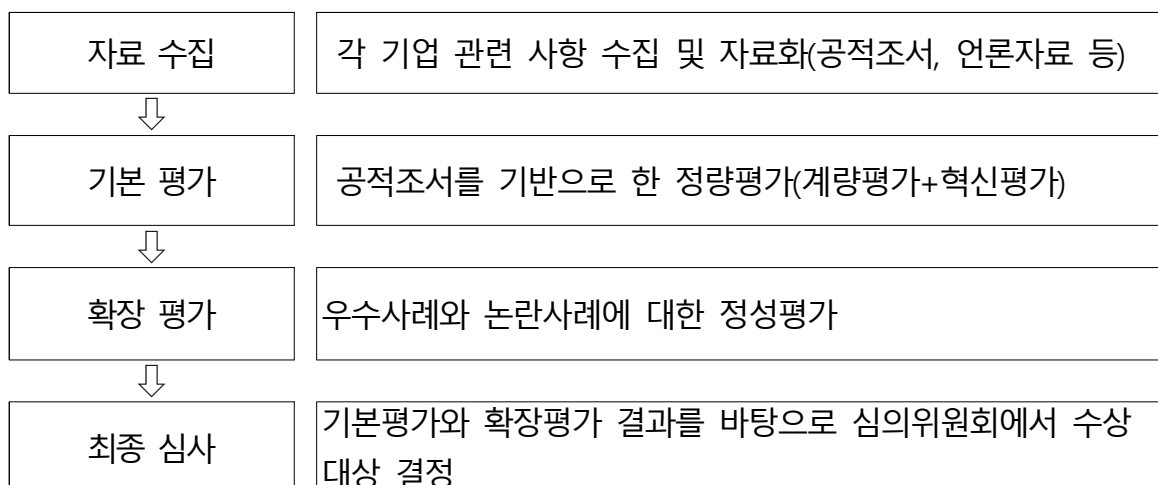 자료 수집
각 기업 관련 사항 수집 및 자료화(공적조서, 언론자료 등)
기본 평가
공적조서를 기반으로 한 정량평가(계량평가+혁신평가)
확장 평가
우수사례와 논란사례에 대한 정성평가
최종 심사
기본평가와 확장평가 결과를 바탕으로 심의위원회에서 수상
대상 결정